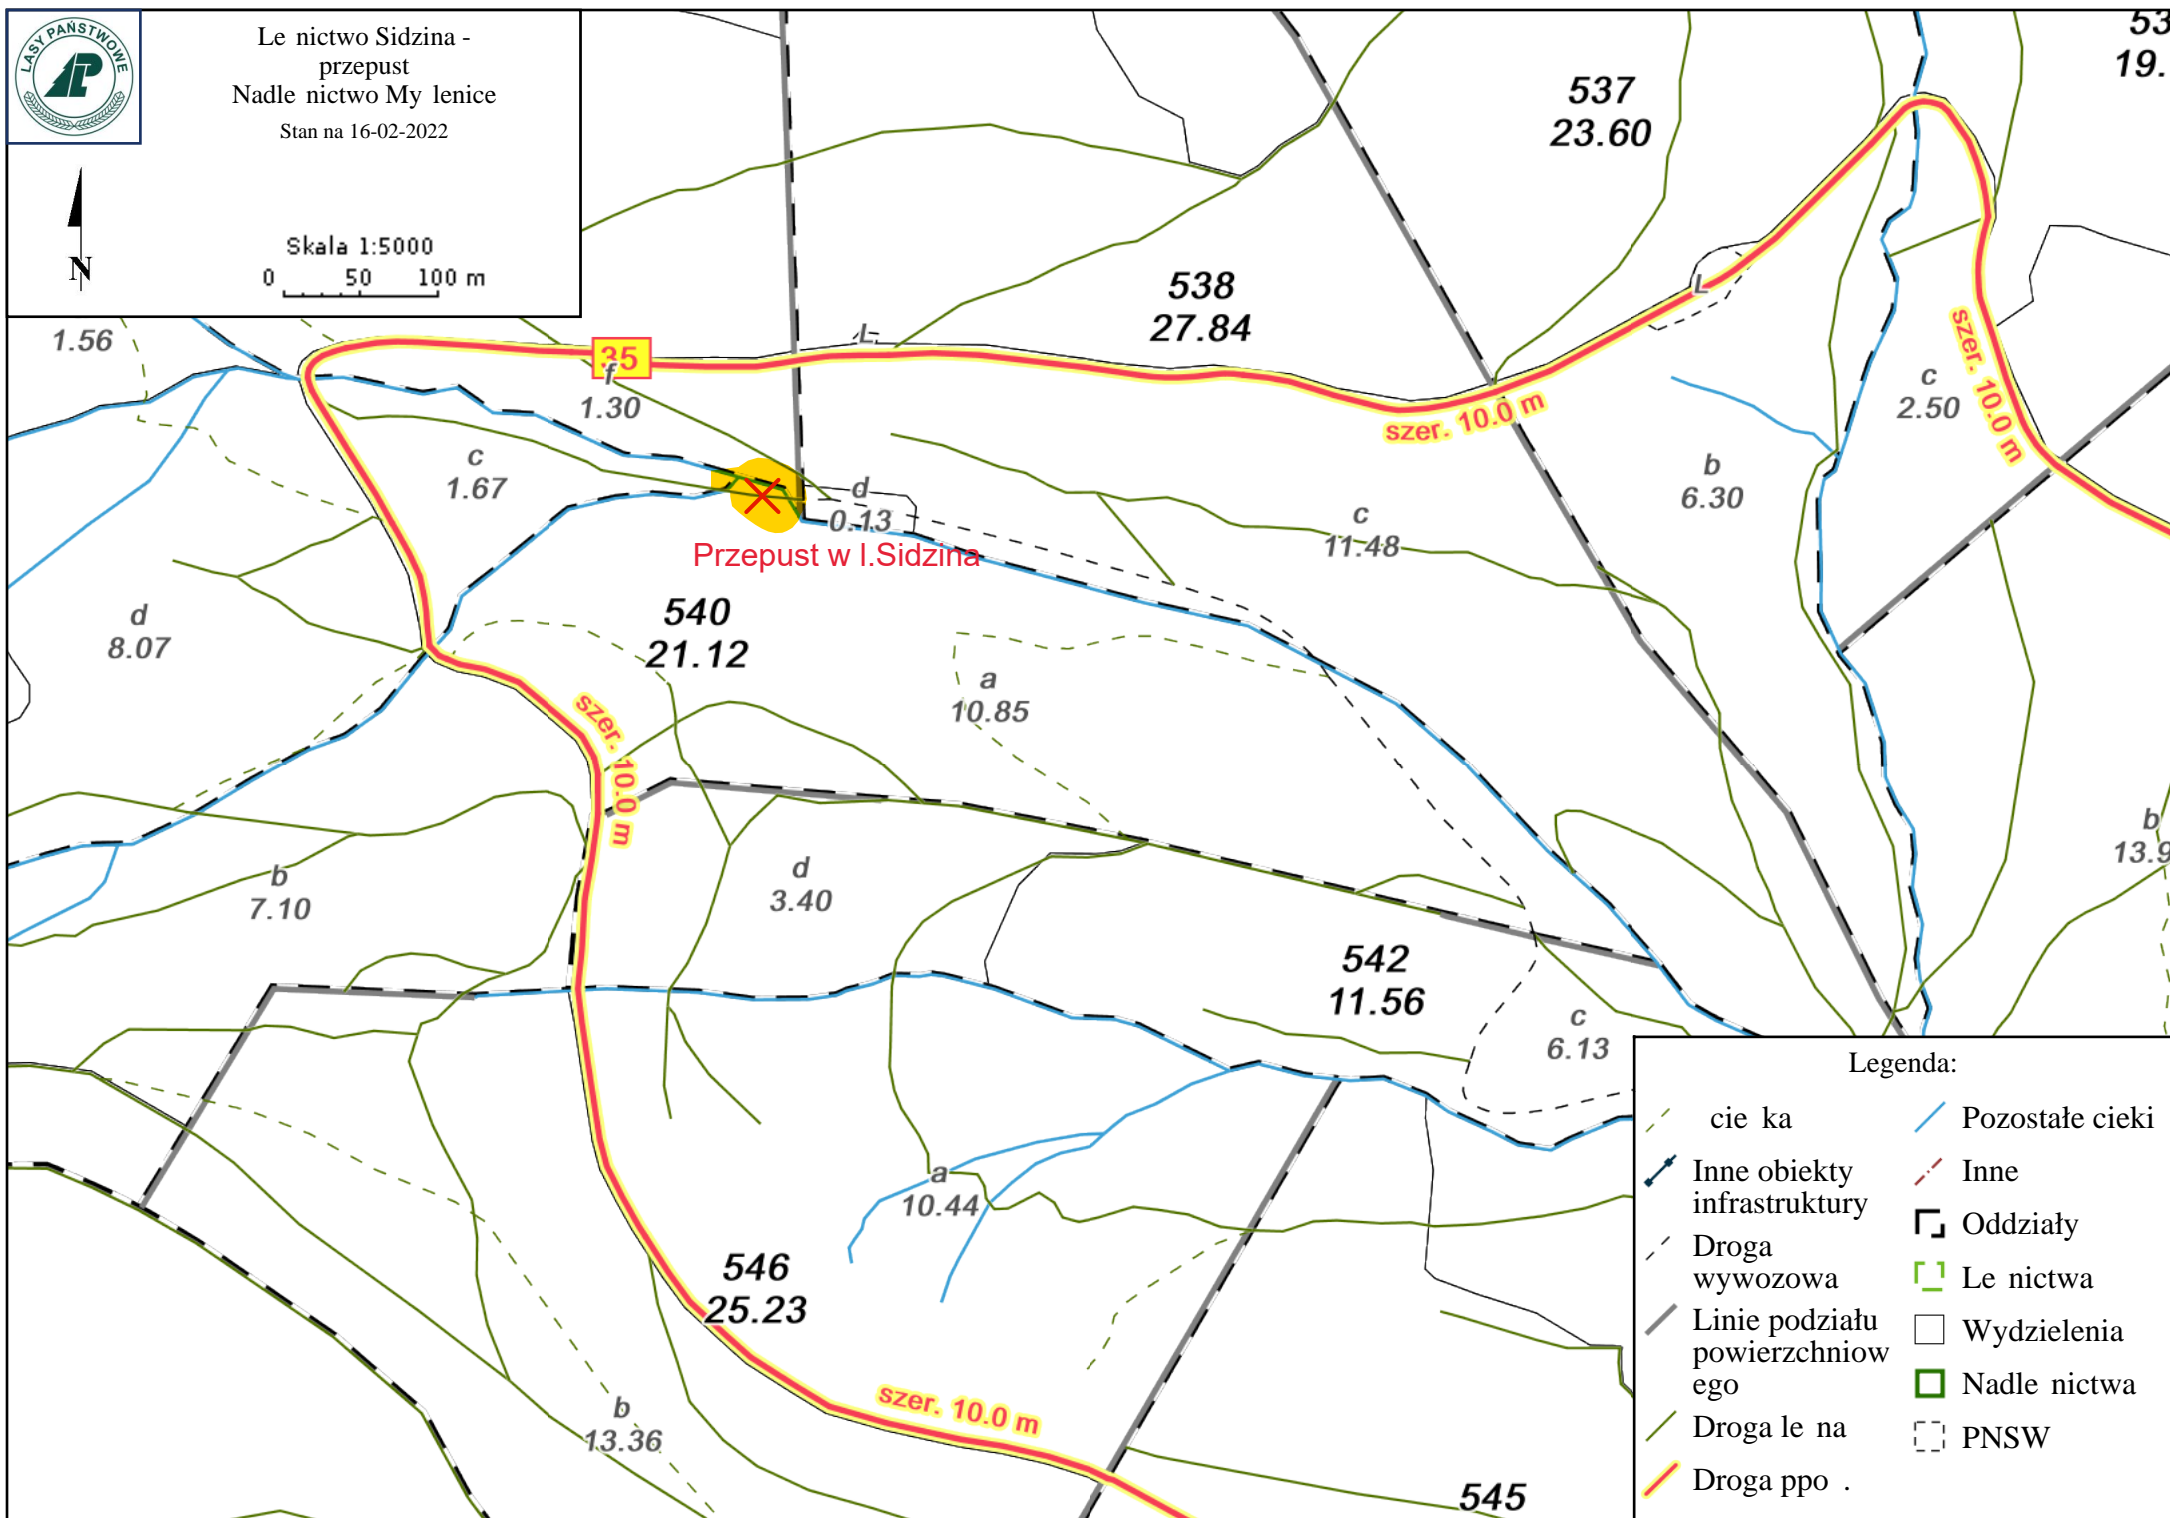 LASY PAŃSTWOWE
Le nictwo Sidzina -
przepust
Nadle nictwo My lenice
Stan na 16-02-2022
N
Skala 1:5000
0 50 100 m
53
19.
537
23.60
538
27.84
1.56
35
f
1.30
L
L
szer. 10.0 m
szer. 10.0 m
c
2.50
c
1.67
b
6.30
d
0.13
c
11.48
Przepust w l.Sidzina
d
8.07
540
21.12
a
10.85
szer. 10.0 m
b
13.9
b
7.10
d
3.40
542
11.56
c
6.13
a
10.44
546
25.23
b
13.36
szer. 10.0 m
545
Legenda:
cie ka
Inne obiekty
infrastruktury
Droga
wywozowa
Linie podziału
powierzchniow
ego
Droga le na
Droga ppo .
Pozostałe cieki
Inne
Oddziały
Le nictwa
Wydzielenia
Nadle nictwa
PNSW